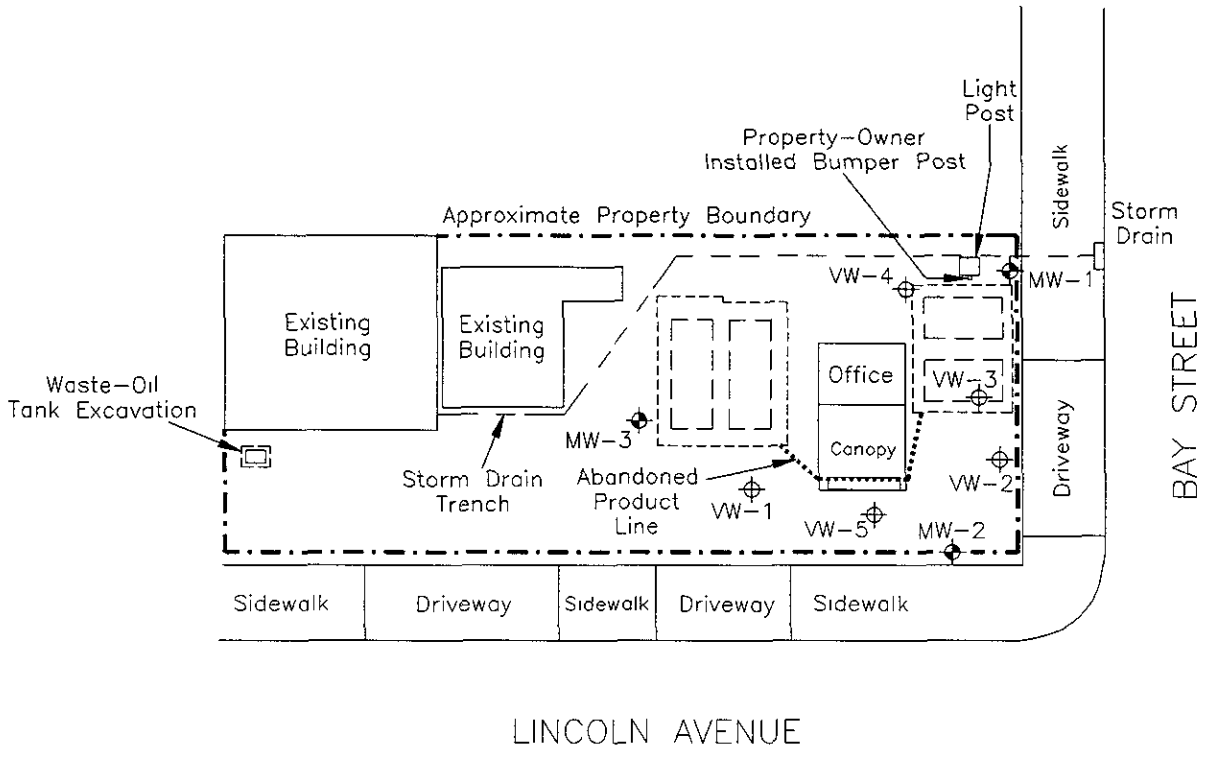 Light
Post
Property-Owner
Installed Bumper Post
Sidewalk
Storm
Drain
Approximate Property Boundary
VW-4
MW-1
Existing
Building
Existing
Building
Office
VW-3
Waste-Oil
Tank Excavation
MW-3
Canopy
Driveway
BAY STREET
Storm Drain
Trench
Abandoned
Product
Line
VW-1
VW-2
VW-5
MW-2
Sidewalk
Driveway
Sidewalk
Driveway
Sidewalk
LINCOLN AVENUE